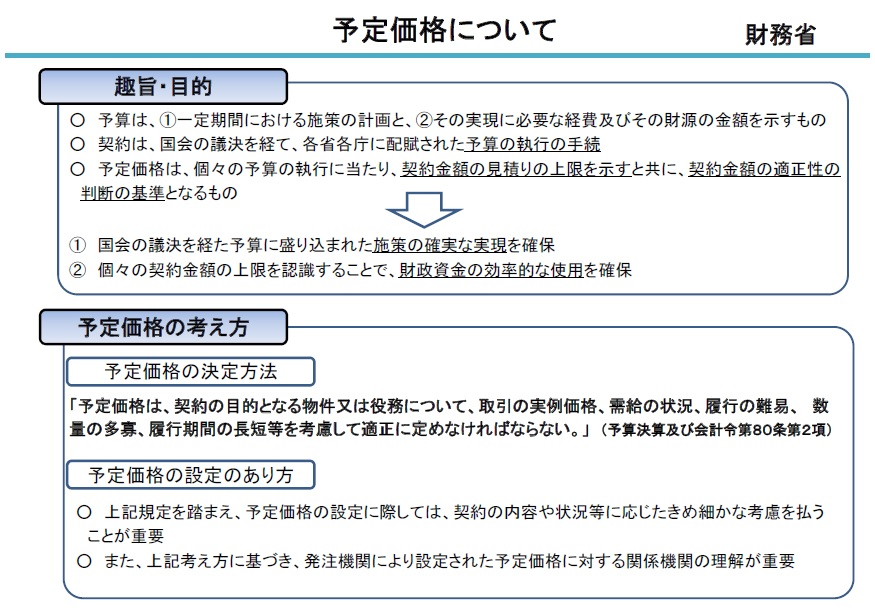 予定価格について
財務省
趣旨・目的
○ 予算は、①一定期間における施策の計画と、②その実現に必要な経費及びその財源の金額を示すもの
○ 契約は、国会の議決を経て、各省各庁に配賦された予算の執行の手続
○ 予定価格は、個々の予算の執行に当たり、契約金額の見積りの上限を示すと共に、契約金額の適正性の
判断の基準となるもの
① 国会の議決を経た予算に盛り込まれた施策の確実な実現を確保
② 個々の契約金額の上限を認識することで、財政資金の効率的な使用を確保
予定価格の考え方
予定価格の決定方法
「予定価格は、契約の目的となる物件又は役務について、取引の実例価格、需給の状況、履行の難易、 数
量の多寡、履行期間の長短等を考慮して適正に定めなければならない。」 (予算決算及び会計令第80条第2項)
予定価格の設定のあり方
○ 上記規定を踏まえ、予定価格の設定に際しては、契約の内容や状況等に応じたきめ細かな考慮を払う
ことが重要
○ また、上記考え方に基づき、発注機関により設定された予定価格に対する関係機関の理解が重要